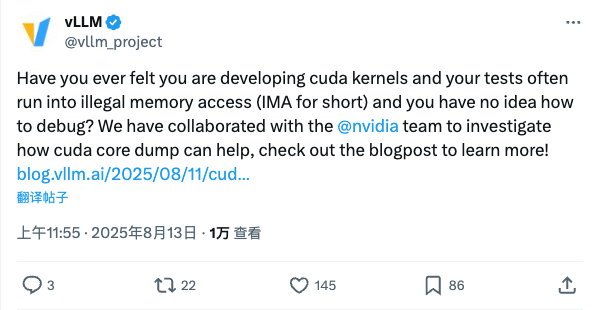 vLLM
@vllm_project
Have you ever felt you are developing cuda kernels and your tests often
run into illegal memory access (IMA for short) and you have no idea how
to debug? We have collaborated with the @nvidia team to investigate
how cuda core dump can help, check out the blogpost to learn more!
blog.vllm.ai/2025/08/11/cud...
翻译帖子
上午11:55 · 2025年8月13日 · 1万 查看
3 22 145 86